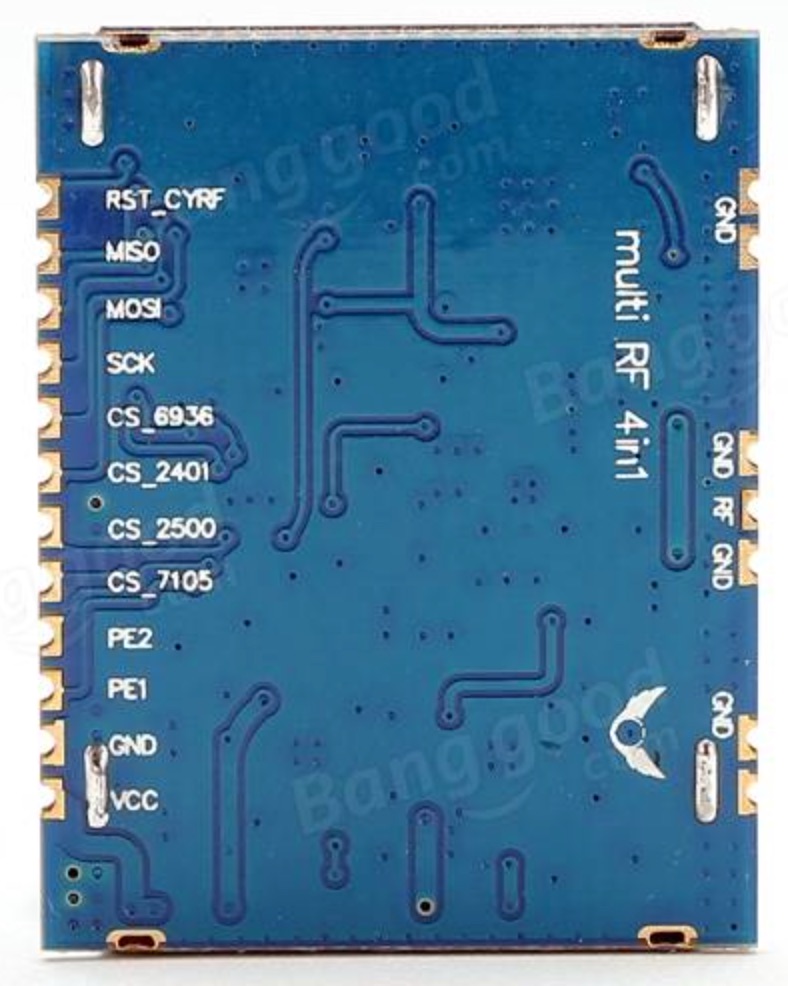 RST_CYRF
MISO
MOSI
SCK
CS_6936
CS_2401
CS_2500
CS_7105
PE2
PE1
GND
VCC
multi RF 4in1
GND
GND
RF
GND
GND
Banggood
.com
Banggood
Banggood
.com